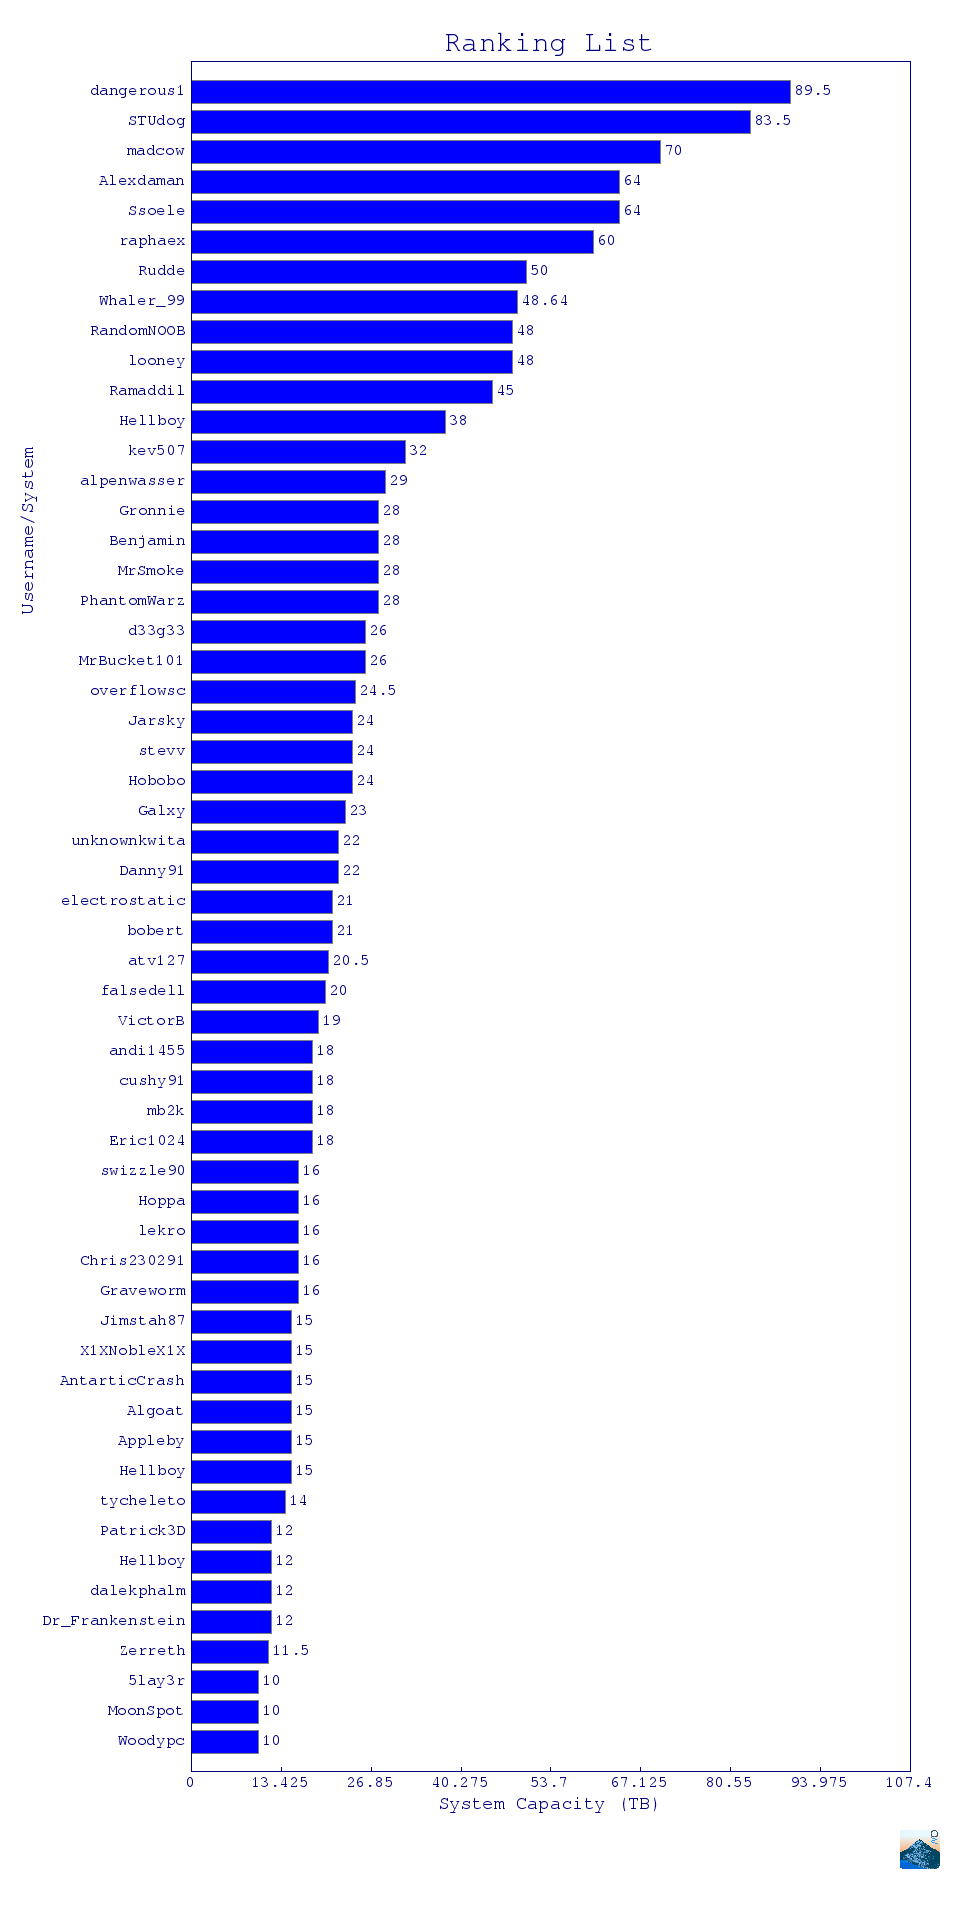 Ranking List
Username/System
dangerous1 89.5
STUdog 83.5
madcow 70
Alexdaman 64
Ssoele 64
raphaex 60
Rudde 50
Whaler_99 48.64
RandomNOOB 48
looney 48
Ramaddil 45
Hellboy 38
kev507 32
alpenwasser 29
Gronnie 28
Benjamin 28
MrSmoke 28
PhantomWarz 28
d33g33 26
MrBucket101 26
overflowsc 24.5
Jarsky 24
stevv 24
Hobobo 24
Galxy 23
unknownkwita 22
Danny91 22
electrostatic 21
bobert 21
atv127 20.5
falsedell 20
VictorB 19
andi1455 18
cushy91 18
mb2k 18
Eric1024 18
swizzle90 16
Hoppa 16
lekro 16
Chris230291 16
Graveworm 16
Jimstah87 15
X1XNobleX1X 15
AntarticCrash 15
Algoat 15
Appleby 15
Hellboy 15
tycheleto 14
Patrick3D 12
Hellboy 12
dalekphalm 12
Dr_Frankenstein 12
Zerreth 11.5
5lay3r 10
MoonSpot 10
Woodypc 10
0 13.425 26.85 40.275 53.7 67.125 80.55 93.975 107.4
System Capacity (TB)